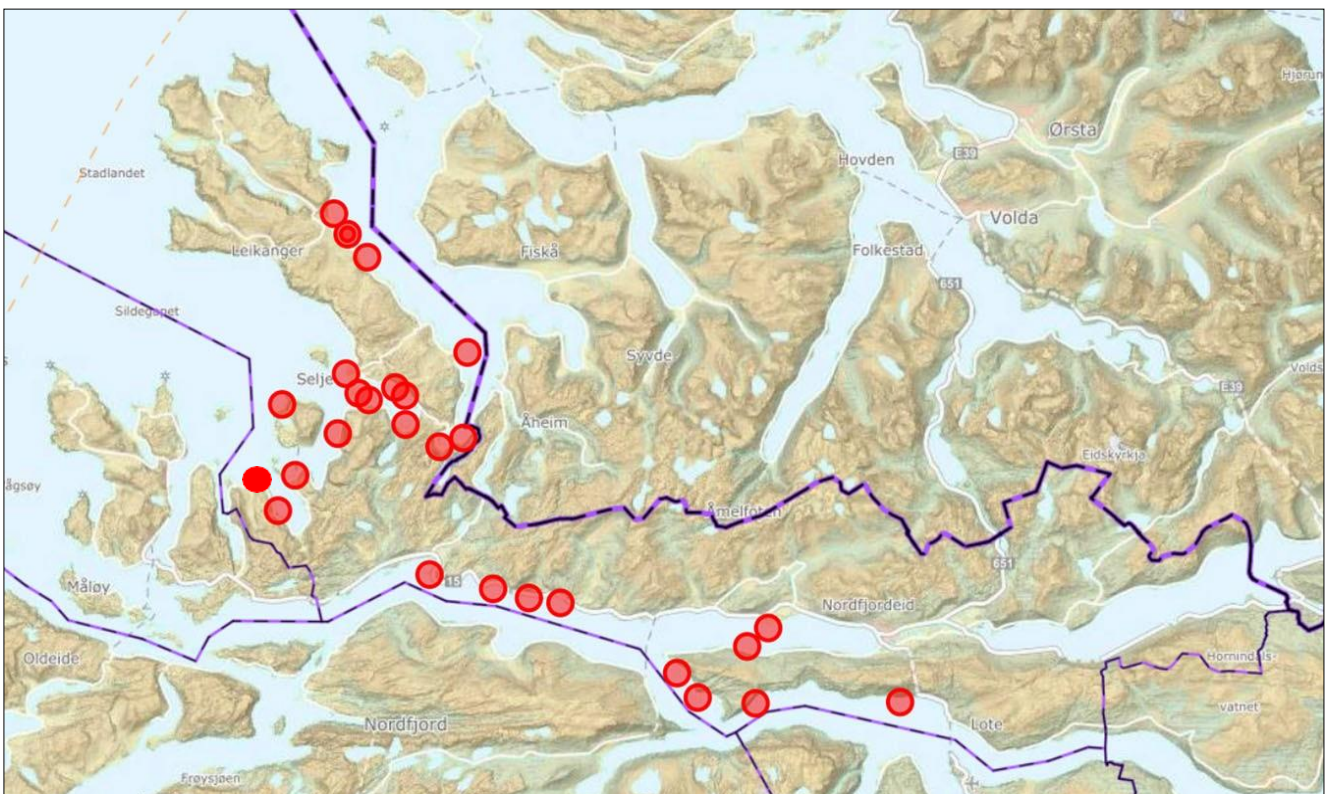 Hjørun
Ørsta
E39
Hovden
Stadlandet
Volda
Leikanger
Fiskå
Folkestad
651
Sildegapet
Syvde
Volds
Selje
E39
Åheim
Eidskyrkja
ågsøy
Åmelfoten
651
15
Måløy
Nordfjordeid
Oldeide
Hornindals-
vatnet
Nordfjord
Lote
Frøysjøen